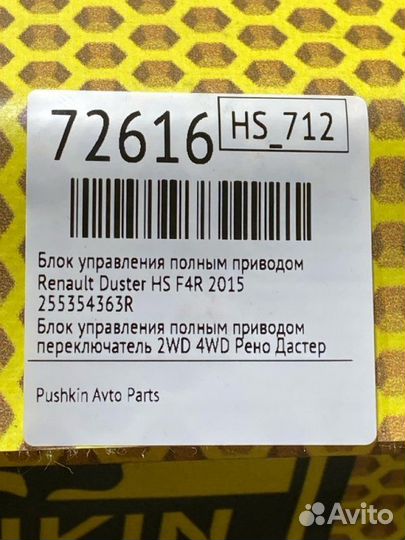 72616
HS_712
Блок управления полным приводом
Renault Duster HS F4R 2015
255354363R
Блок управления полным приводом
переключатель 2WD 4WD Рено Дастер
Pushkin Avto Parts
KIN
Avito